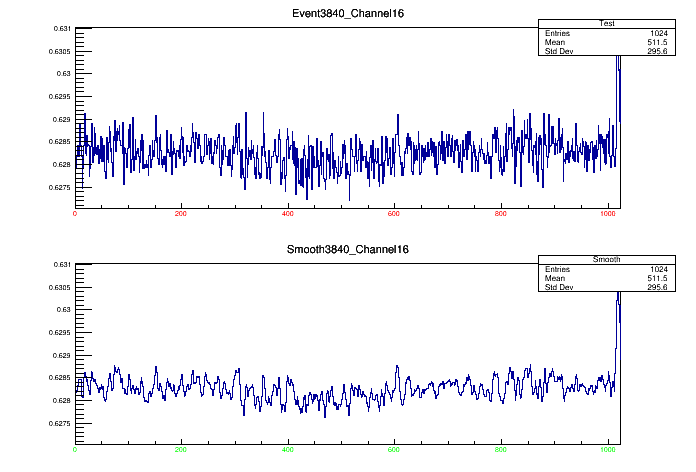 Event3840_Channel16
Test
Entries 1024
Mean 511.5
Std Dev 295.6
0.631
0.6305
0.63
0.6295
0.629
0.6285
0.628
0.6275
0 200 400 600 800 1000
Smooth3840_Channel16
Smooth
Entries 1024
Mean 511.5
Std Dev 295.6
0.631
0.6305
0.63
0.6295
0.629
0.6285
0.628
0.6275
0 200 400 600 800 1000